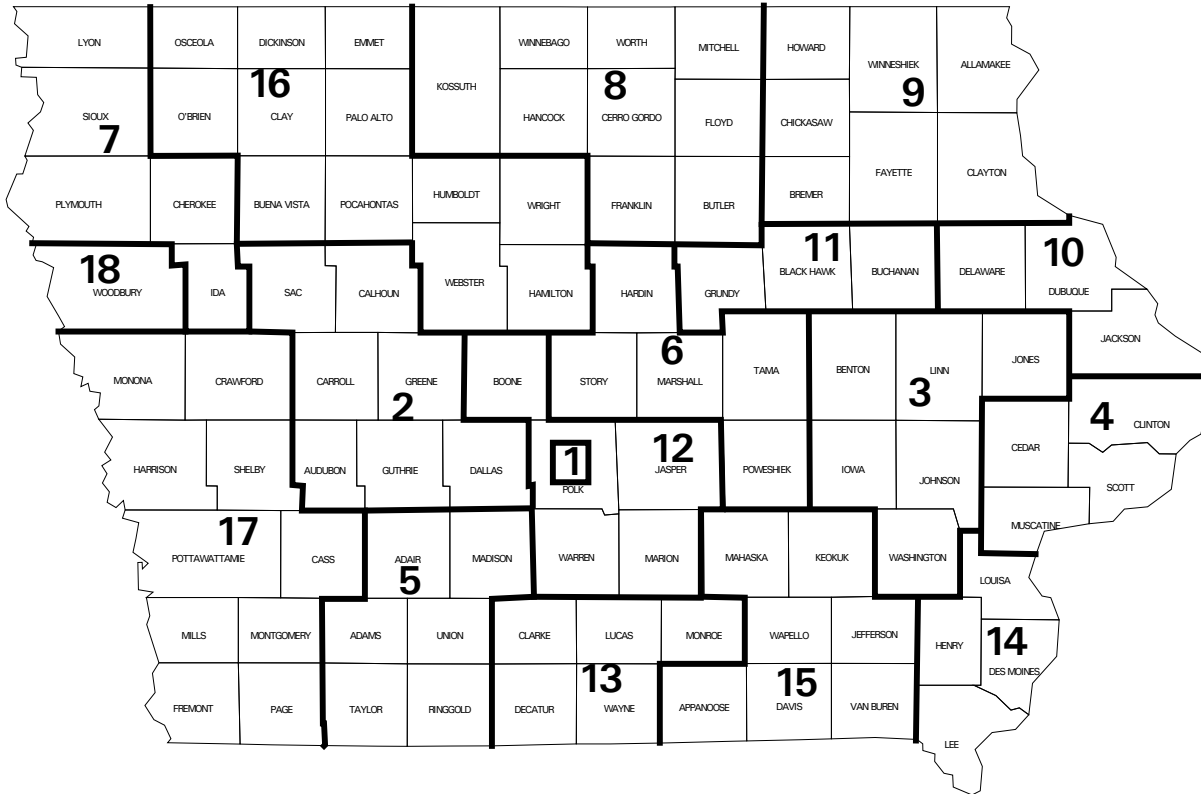 LYON
OSCEOLA
DICKINSON
EMMET
WINNEBAGO
WORTH
MITCHELL
HOWARD
WINNESHIEK
ALLAMAKEE
KOSSUTH
16
8
9
SIOUX
7
O'BRIEN
CLAY
PALO ALTO
HANCOCK
CERRO GORDO
FLOYD
CHICKASAW
FAYETTE
CLAYTON
PLYMOUTH
CHEROKEE
BUENA VISTA
POCAHONTAS
HUMBOLDT
WRIGHT
FRANKLIN
BUTLER
BREMER
18
WOODBURY
IDA
SAC
CALHOUN
WEBSTER
HAMILTON
HARDIN
GRUNDY
11
BLACK HAWK
BUCHANAN
DELAWARE
10
DUBUQUE
JACKSON
MONONA
CRAWFORD
CARROLL
GREENE
2
BOONE
STORY
6
MARSHALL
TAMA
BENTON
LINN
3
JONES
4
CLINTON
HARRISON
SHELBY
AUDUBON
GUTHRIE
DALLAS
1
POLK
12
JASPER
POWESHIEK
IOWA
JOHNSON
CEDAR
SCOTT
MUSCATINE
17
POTTAWATTAMIE
CASS
ADAIR
5
MADISON
WARREN
MARION
MAHASKA
KEOKUK
WASHINGTON
LOUISA
MILLS
MONTGOMERY
ADAMS
UNION
CLARKE
LUCAS
MONROE
WAPELLO
JEFFERSON
HENRY
14
DES MOINES
FREMONT
PAGE
TAYLOR
RINGGOLD
DECATUR
13
WAYNE
APPANOOSE
15
DAVIS
VAN BUREN
LEE